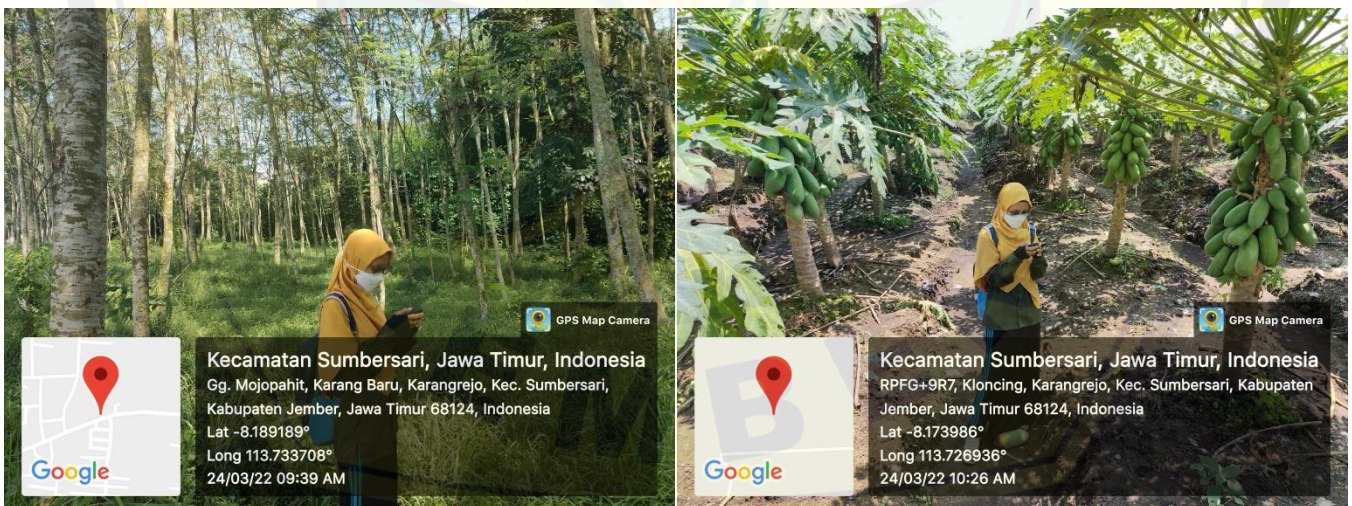 GPS Map Camera
Kecamatan Sumbersari, Jawa Timur, Indonesia
Gg. Mojopahit, Karang Baru, Karangrejo, Kec. Sumbersari,
Kabupaten Jember, Jawa Timur 68124, Indonesia
Lat -8.189189°
Long 113.733708°
24/03/22 09:39 AM
Google
GPS Map Camera
Kecamatan Sumbersari, Jawa Timur, Indonesia
RPFG+9R7, Kloncing, Karangrejo, Kec. Sumbersari, Kabupaten
Jember, Jawa Timur 68124, Indonesia
Lat -8.173986°
Long 113.726936°
24/03/22 10:26 AM
Google